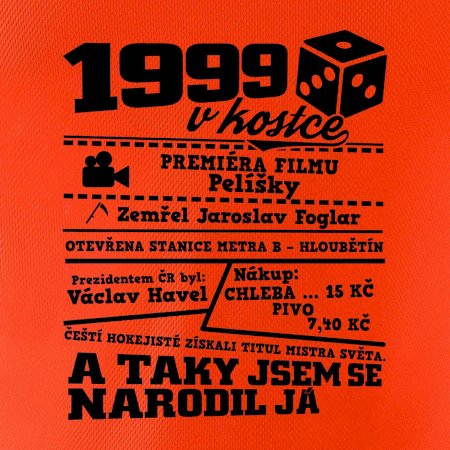 1999
v kostce
PREMIÉRA FILMU
Pelíšky
Zemřel Jaroslav Foglar
OTEVŘENA STANICE METRA B – HLOUBĚTÍN
Prezidentem ČR byl:
Václav Havel
Nákup:
CHLEBA ... 15 KČ
PIVO
7,40 KČ
ČEŠTÍ HOKEJISTÉ ZÍSKALI TITUL MISTRA SVĚTA.
A TAKY JSEM SE
NARODIL JÁ